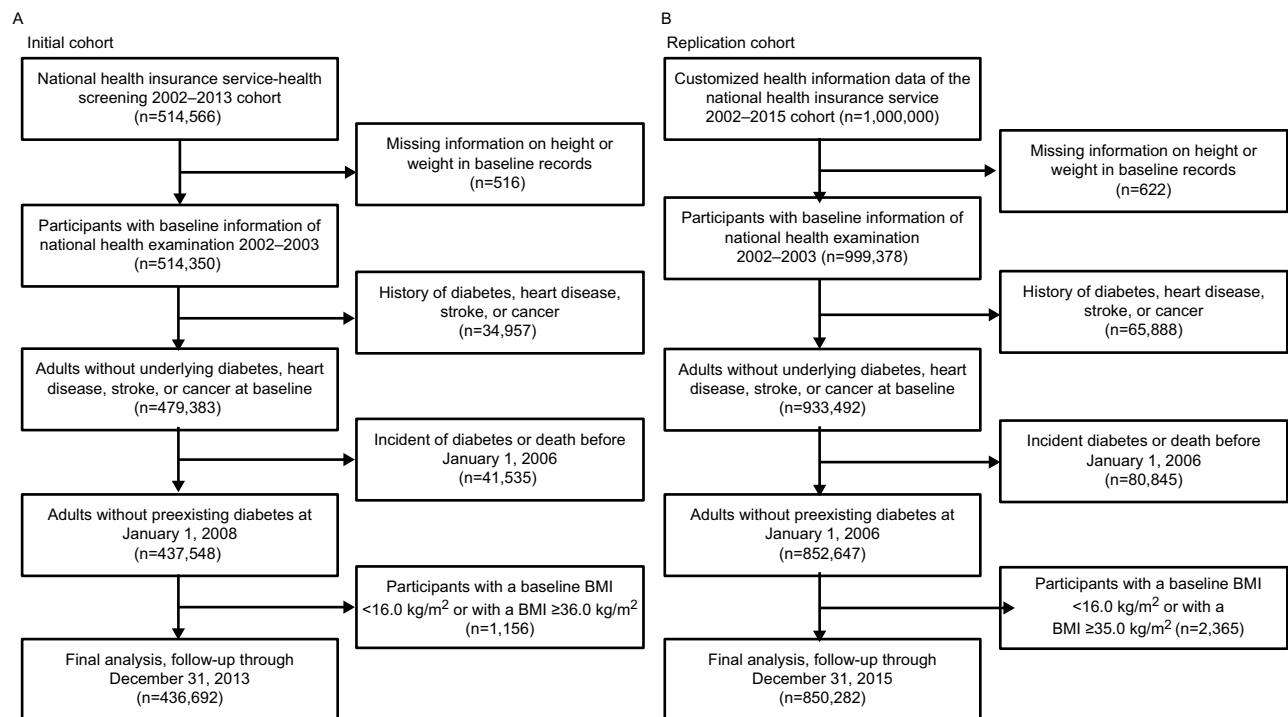 A
Initial cohort
National health insurance service-health
screening 2002–2013 cohort
(n=514,566)
Missing information on height or
weight in baseline records
(n=516)
Participants with baseline information of
national health examination 2002–2003
(n=514,350)
History of diabetes, heart disease,
stroke, or cancer
(n=34,957)
Adults without underlying diabetes, heart
disease, stroke, or cancer at baseline
(n=479,383)
Incident of diabetes or death before
January 1, 2006
(n=41,535)
Adults without preexisting diabetes at
January 1, 2008
(n=437,548)
Participants with a baseline BMI
<16.0 kg/m² or with a BMI ≥36.0 kg/m²
(n=1,156)
Final analysis, follow-up through
December 31, 2013
(n=436,692)
B
Replication cohort
Customized health information data of the
national health insurance service
2002–2015 cohort (n=1,000,000)
Missing information on height or
weight in baseline records
(n=622)
Participants with baseline information of
national health examination
2002–2003 (n=999,378)
History of diabetes, heart disease,
stroke, or cancer
(n=65,888)
Adults without underlying diabetes, heart
disease, stroke, or cancer at baseline
(n=933,492)
Incident diabetes or death before
January 1, 2006
(n=80,845)
Adults without preexisting diabetes at
January 1, 2006
(n=852,647)
Participants with a baseline BMI
<16.0 kg/m² or with a
BMI ≥35.0 kg/m² (n=2,365)
Final analysis, follow-up through
December 31, 2015
(n=850,282)